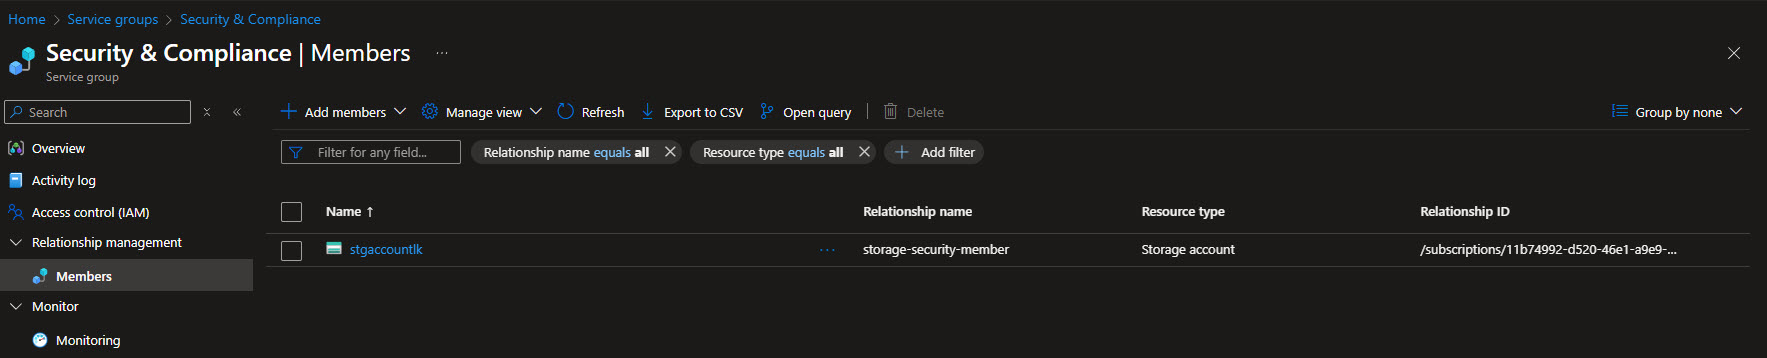 Home > Service groups > Security & Compliance
Security & Compliance | Members ...
Service group
Search
Overview
Activity log
Access control (IAM)
Relationship management
Members
Monitor
Monitoring
Add members Manage view Refresh Export to CSV Open query | Delete Group by none
Filter for any field... Relationship name equals all Resource type equals all Add filter
Name ↑ Relationship name Resource type Relationship ID
stgaccountlk ... storage-security-member Storage account /subscriptions/11b74992-d520-46e1-a9e9-...